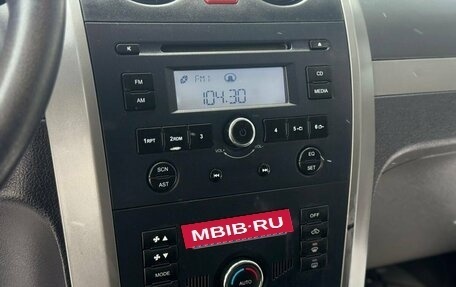 FM1
104.30
FM
AM
CD
MEDIA
1RPT
2RDM
3
VOL-
VOL+
4
5
6
SCN
AST
EQ
SET
MBIB.RU
OFF
MODE
AUTO